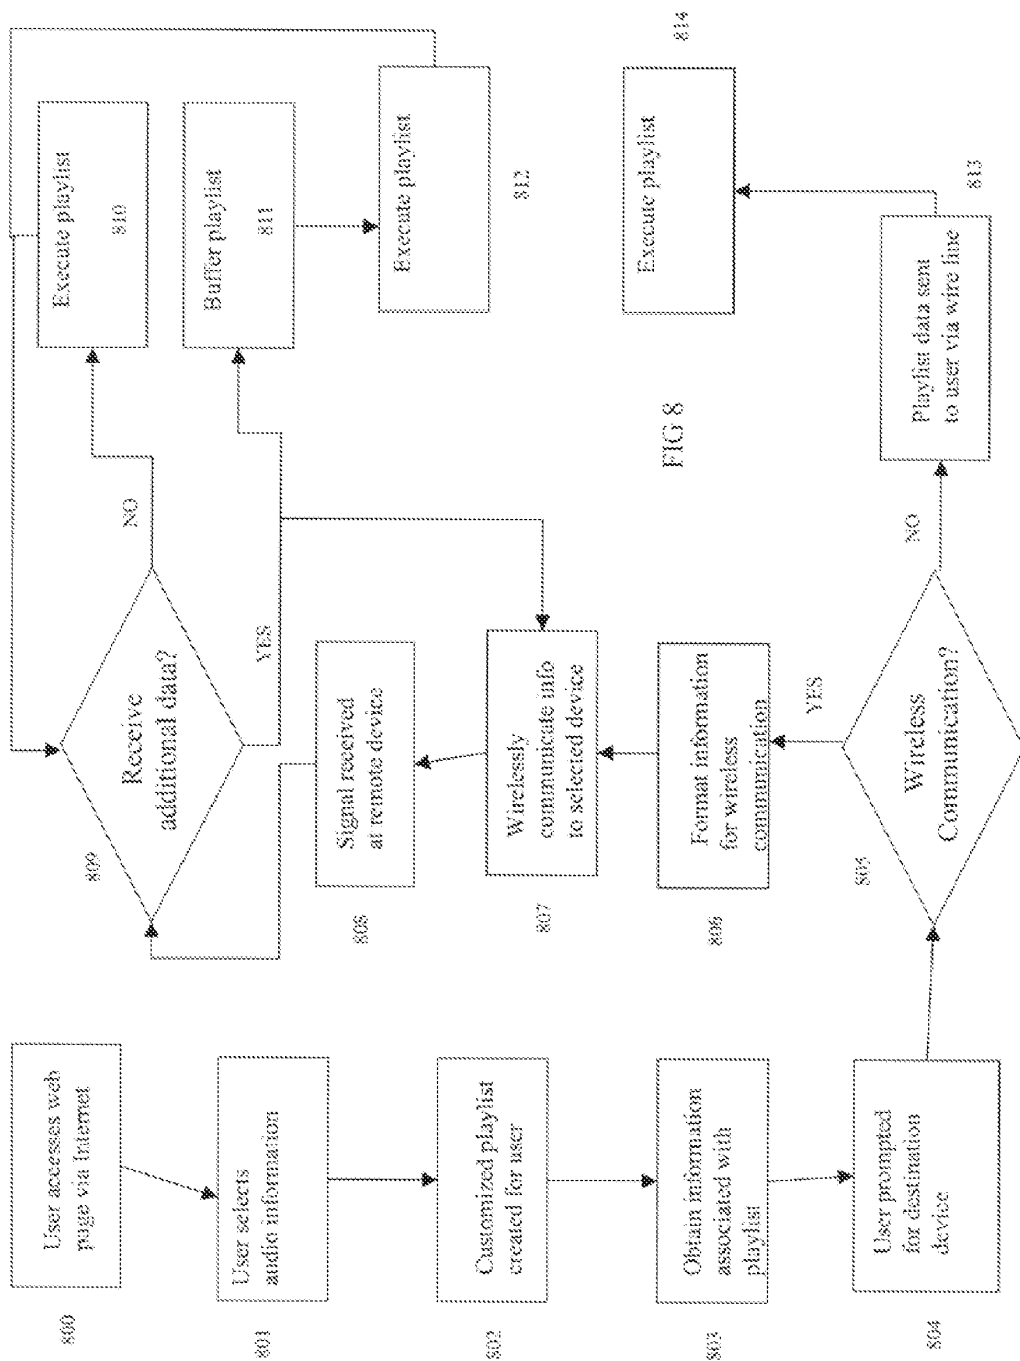 800
User accesses web
page via Internet
801
User selects
audio information
802
Customized playlist
created for user
803
Obtain information
associated with
playlist
804
User prompted
for destination
device
805
Wireless
Communication?
YES
NO
806
Format information
for wireless
communication
807
Wirelessly
communicate info
to selected device
808
Signal received
at remote device
809
Receive
additional data?
NO
YES
Execute playlist
810
Buffer playlist
811
Execute playlist
812
Playlist data sent
to user via wire line
813
Execute playlist
814
FIG 8